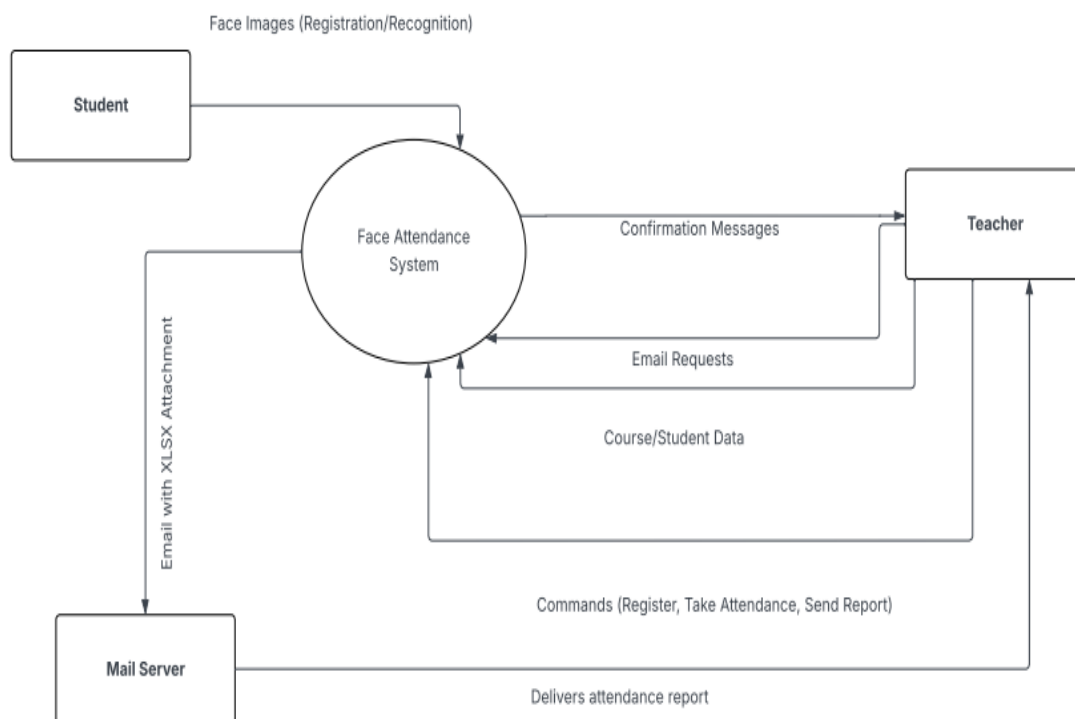 Face Images (Registration/Recognition)
Student
Face Attendance
System
Confirmation Messages
Teacher
Email Requests
Course/Student Data
Email with XLSX Attachment
Commands (Register, Take Attendance, Send Report)
Mail Server
Delivers attendance report